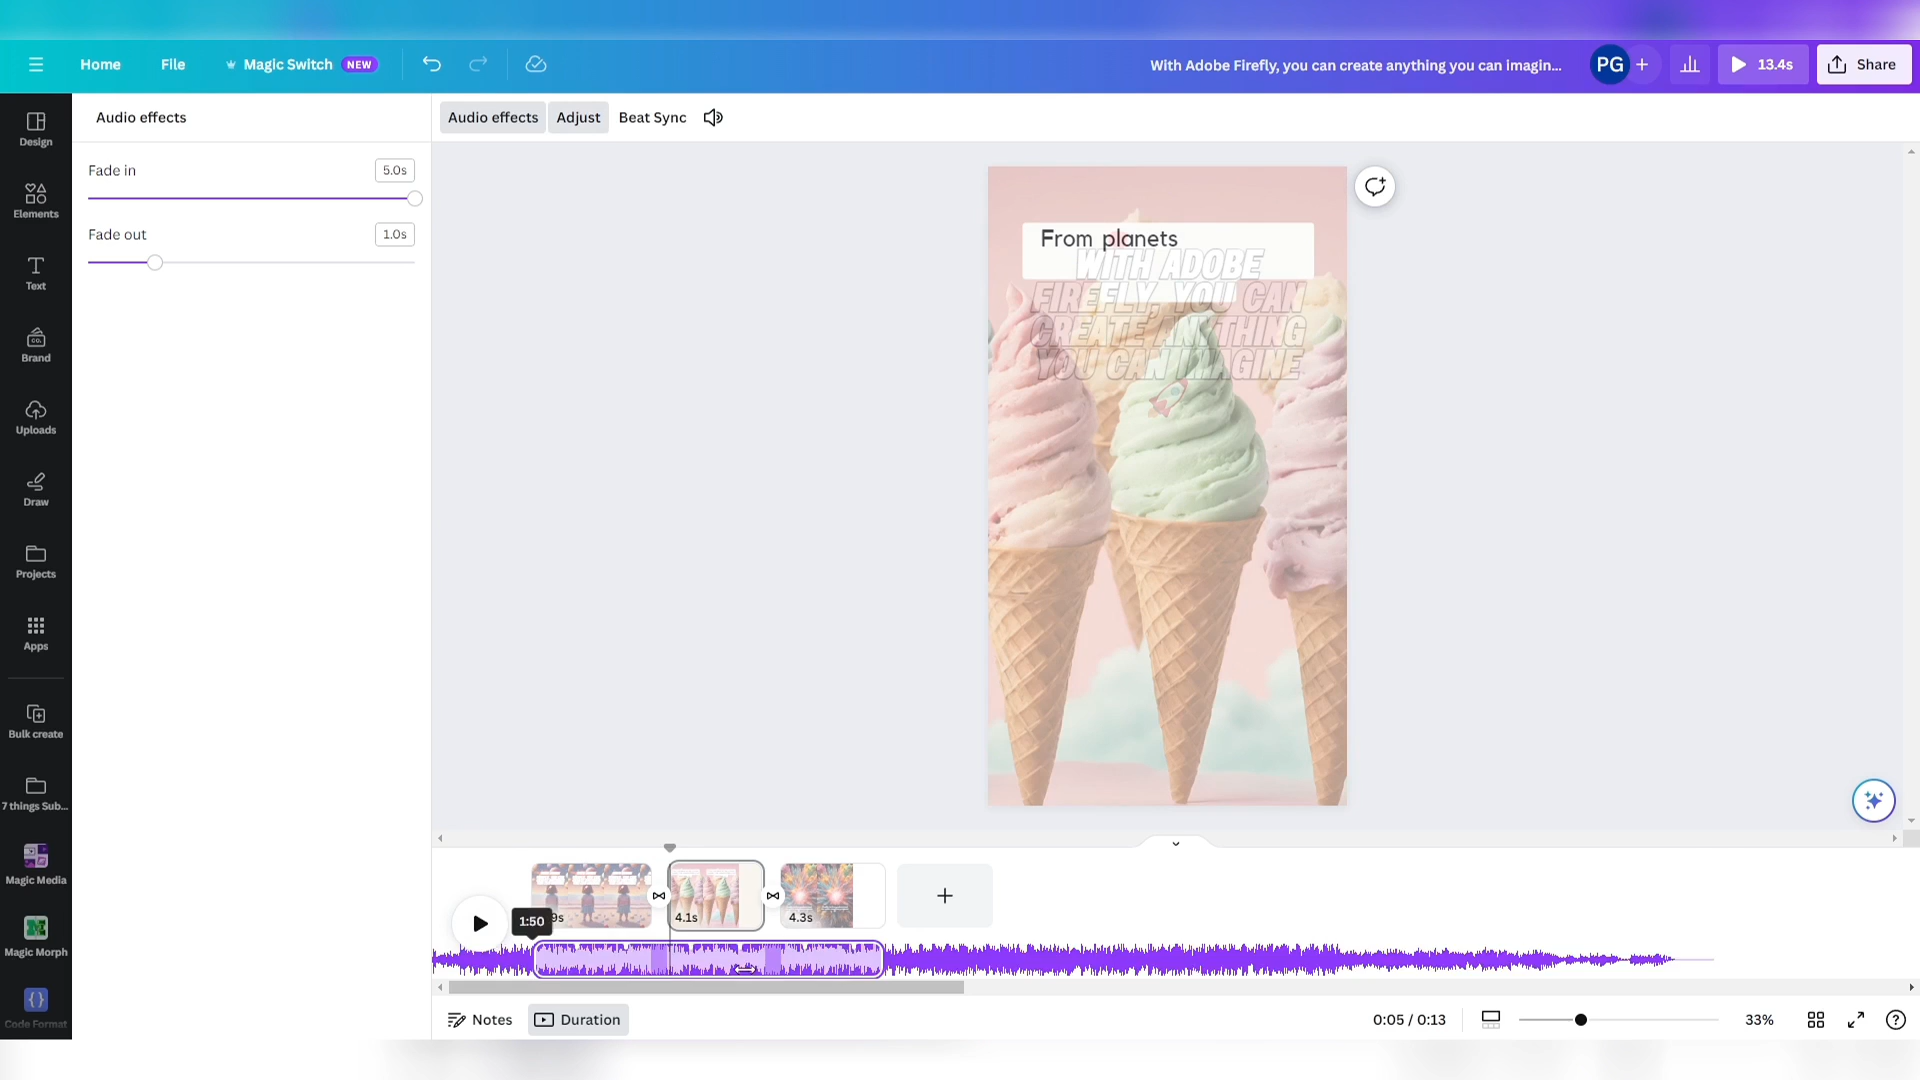 Home
File
Magic Switch
NEW
With Adobe Firefly, you can create anything you can imagin...
PG
13.4s
Share
Design
Elements
Text
Brand
Uploads
Draw
Projects
Apps
Bulk create
7 things Sub...
Magic Media
Magic Morph
Code Format
Audio effects
Fade in
5.0s
Fade out
1.0s
Audio effects
Adjust
Beat Sync
From planets
WITH ADOBE
FIREFLY, YOU CAN
CREATE ANYTHING
YOU CAN IMAGINE
9s
4.1s
4.3s
1:50
Notes
Duration
0:05 / 0:13
33%